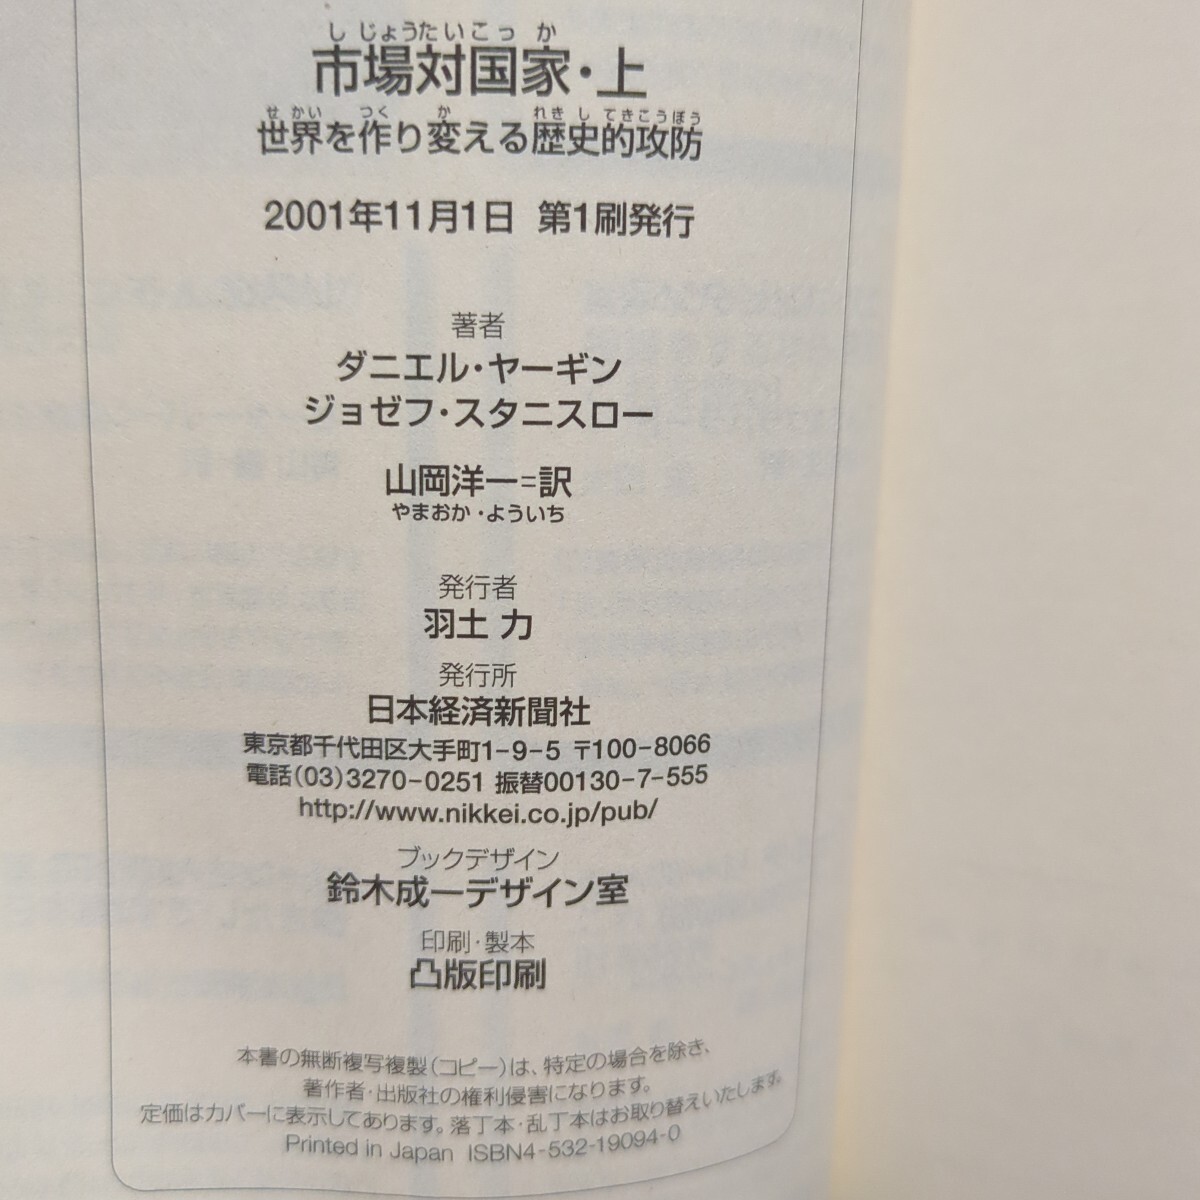 しじょうたいこっか
市場対国家・上
せかい つく か れきしてきこうぼう
世界を作り変える歴史的攻防
2001年11月1日 第1刷発行
著者
ダニエル・ヤーギン
ジョゼフ・スタニスロー
山岡洋一=訳
やまおか・よういち
発行者
羽土 力
発行所
日本経済新聞社
東京都千代田区大手町1-9-5 〒100-8066
電話(03)3270-0251 振替00130-7-555
http://www.nikkei.co.jp/pub/
ブックデザイン
鈴木成一デザイン室
印刷・製本
凸版印刷
本書の無断複写複製(コピー)は、特定の場合を除き、
著作者・出版社の権利侵害になります。
定価はカバーに表示してあります。落丁本・乱丁本はお取り替えいたします。
Printed in Japan ISBN4-532-19094-0